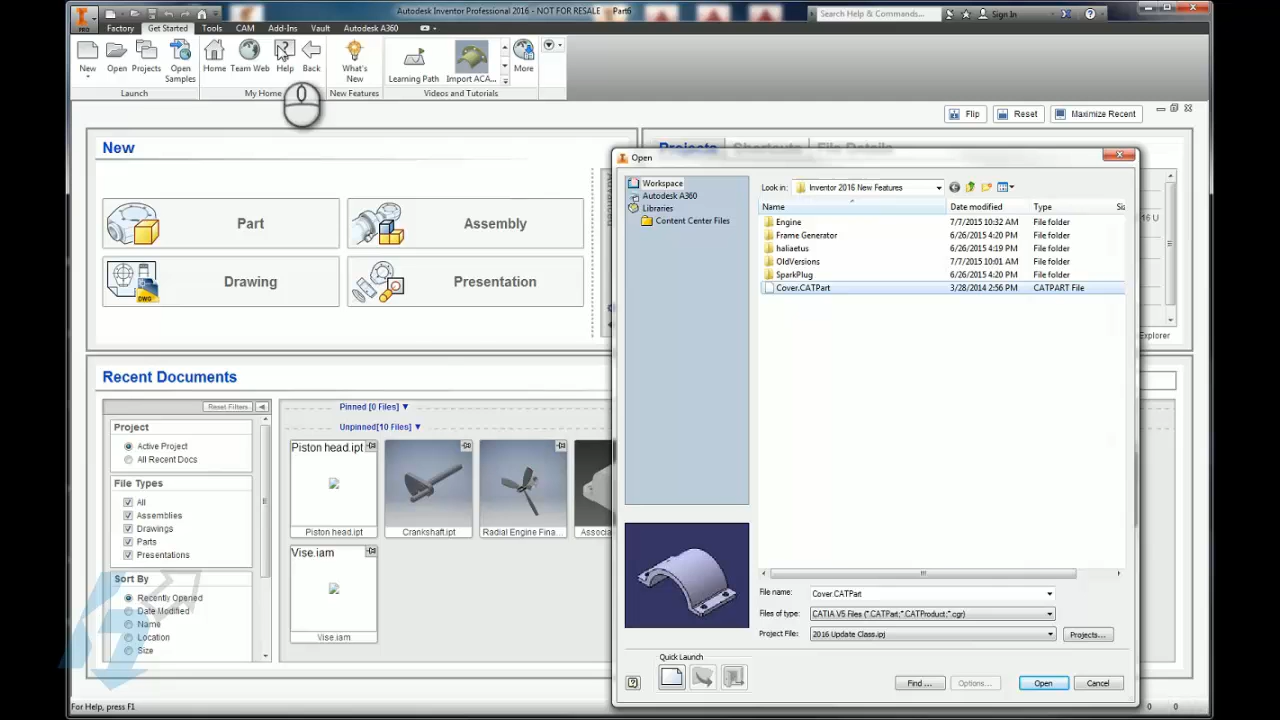 Autodesk Inventor Professional 2016 - NOT FOR RESALE Part6
Search Help & Commands...
Sign In
PRO
Factory
Get Started
Tools
CAM
Add-Ins
Vault
Autodesk A360
New
Open
Projects
Open Samples
Home
Team Web
Help
Back
What's New
Learning Path
Import ACA...
More
Launch
My Home
New Features
Videos and Tutorials
Flip
Reset
Maximize Recent
New
Projects
Shortcuts
File Details
Part
Assembly
Drawing
Presentation
DWG
Explorer
Recent Documents
Reset Filters
Project
Active Project
All Recent Docs
File Types
All
Assemblies
Drawings
Parts
Presentations
Sort By
Recently Opened
Date Modified
Name
Location
Size
Pinned [0 Files]
Unpinned[10 Files]
Piston head.ipt
Piston head.ipt
Crankshaft.ipt
Radial Engine Fina...
Associa
Vise.iam
Vise.iam
Open
Workspace
Autodesk A360
Libraries
Content Center Files
Look in:
Inventor 2016 New Features
Name
Date modified
Type
Engine
7/7/2015 10:32 AM
File folder
Frame Generator
6/26/2015 4:20 PM
File folder
haliaetus
6/26/2015 4:19 PM
File folder
OldVersions
7/7/2015 10:01 AM
File folder
SparkPlug
6/26/2015 4:20 PM
File folder
Cover.CATPart
3/28/2014 2:56 PM
CATPART File
File name:
Cover.CATPart
Files of type:
CATIA V5 Files (*.CATPart;*.CATProduct;*.cgr)
Project File:
2016 Update Class.ipj
Projects...
Quick Launch
Find ...
Options...
Open
Cancel
For Help, press F1
0
0